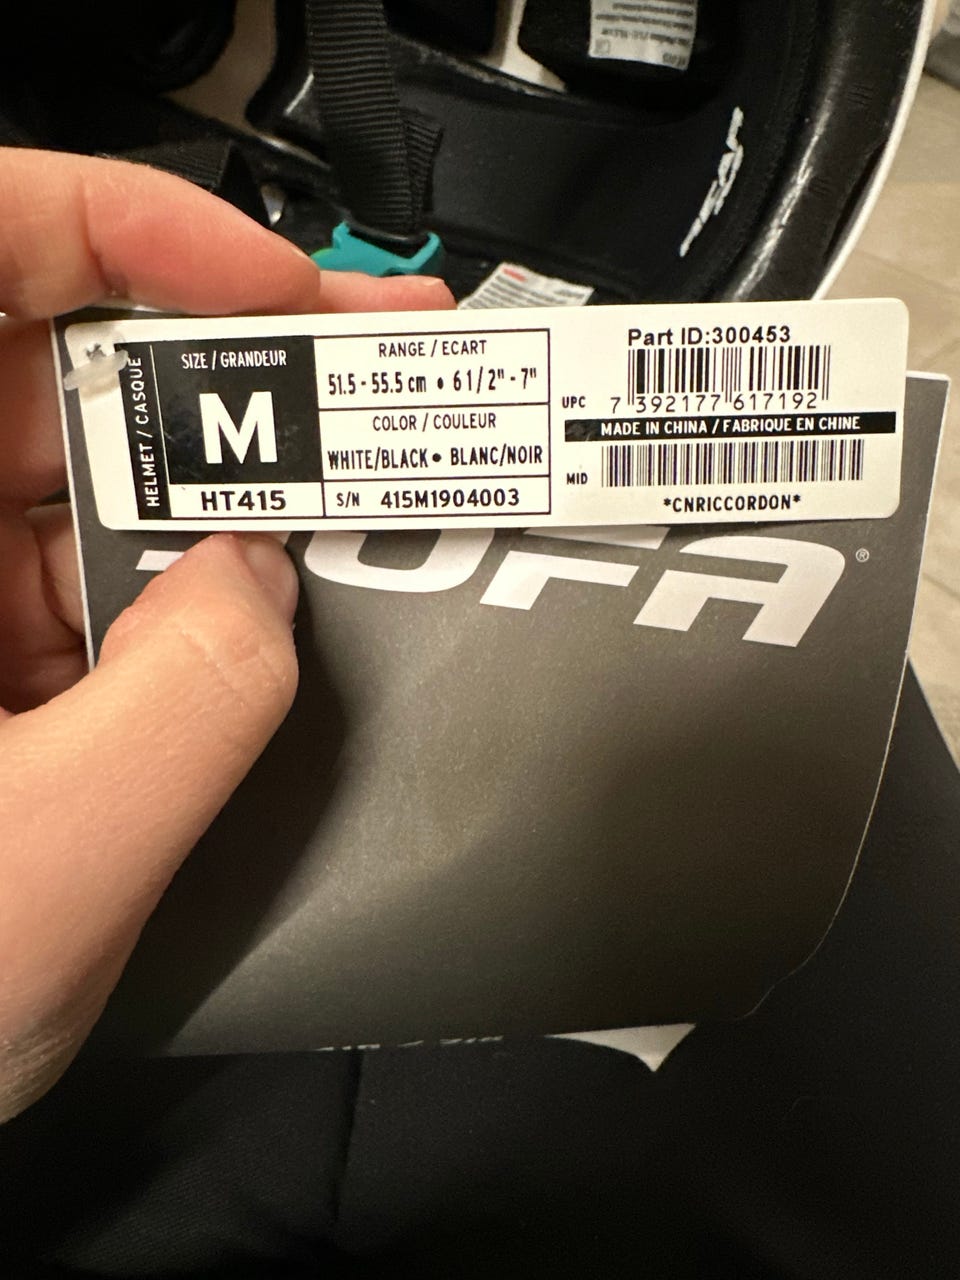 HELMET / CASQUE
SIZE / GRANDEUR
M
HT415
RANGE / ECART
51.5 - 55.5 cm • 6 1/2" - 7"
COLOR / COULEUR
WHITE/BLACK • BLANC/NOIR
S/N 415M1904003
Part ID:300453
UPC 7 392177 617192
MADE IN CHINA / FABRIQUE EN CHINE
MID
*CNRICCORDON*
JOFA®